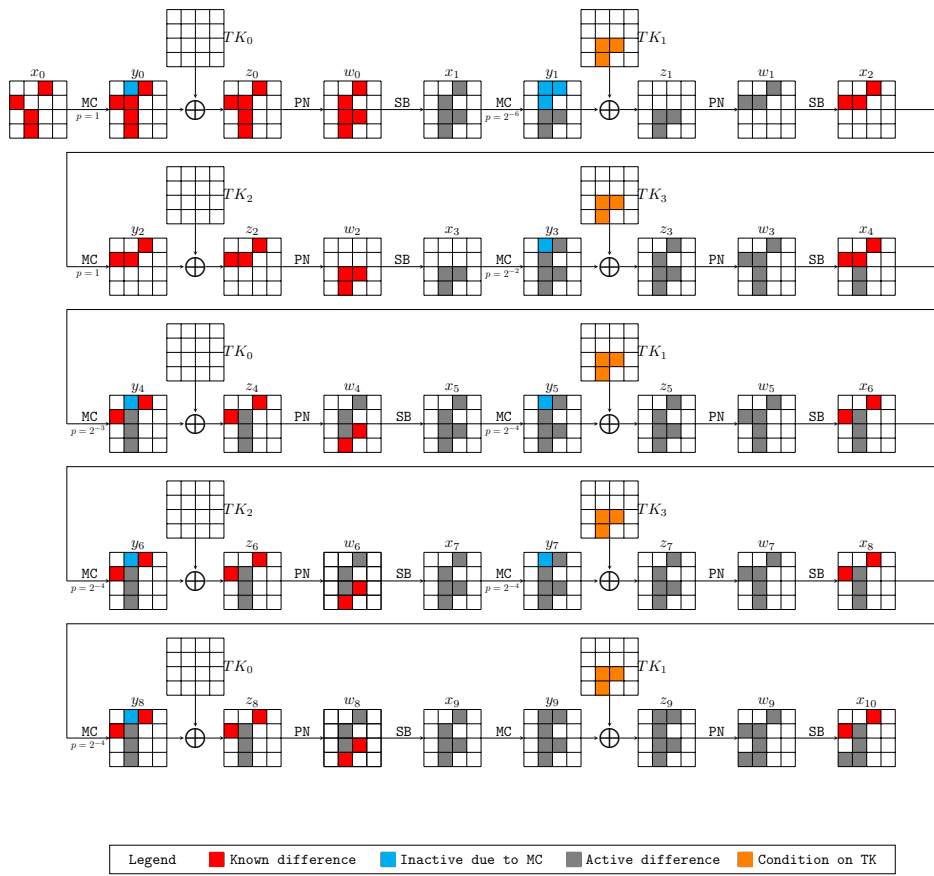 TK₀ TK₁
x₀ y₀ z₀ w₀ x₁ y₁ z₁ w₁ x₂
MC PN SB MC PN SB
p = 1 p = 2⁻⁶
TK₂ TK₃
y₂ z₂ w₂ x₃ y₃ z₃ w₃ x₄
MC PN SB MC PN SB
p = 1 p = 2⁻²
TK₀ TK₁
y₄ z₄ w₄ x₅ y₅ z₅ w₅ x₆
MC PN SB MC PN SB
p = 2⁻³ p = 2⁻⁴
TK₂ TK₃
y₆ z₆ w₆ x₇ y₇ z₇ w₇ x₈
MC PN SB MC PN SB
p = 2⁻⁴ p = 2⁻⁴
TK₀ TK₁
y₈ z₈ w₈ x₉ y₉ z₉ w₉ x₁₀
MC PN SB MC PN SB
p = 2⁻⁴
Legend Known difference Inactive due to MC Active difference Condition on TK